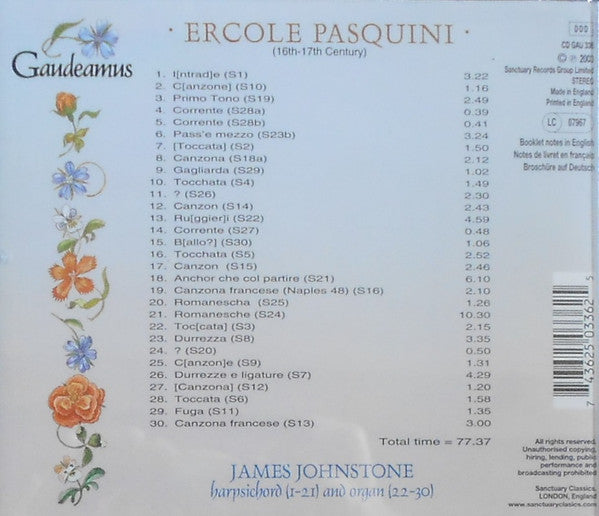 Gaudeamus
· ERCOLE PASQUINI ·
(16th-17th Century)
1. I[ntrad]e (S1) 3.22
2. C[anzone] (S10) 1.16
3. Primo Tono (S19) 2.49
4. Corrente (S28a) 0.39
5. Corrente (S28b) 0.41
6. Pass'e mezzo (S23b) 3.24
7. [Toccata] (S2) 1.50
8. Canzona (S18a) 2.12
9. Gagliarda (S29) 1.02
10. Tocchata (S4) 1.49
11. ? (S26) 2.30
12. Canzon (S14) 2.43
13. Ru[ggier]i (S22) 4.59
14. Corrente (S27) 0.48
15. B[allo?] (S30) 1.06
16. Tocchata (S5) 2.52
17. Canzon (S15) 2.46
18. Anchor che col partire (S21) 6.10
19. Canzona francese (Naples 48) (S16) 2.10
20. Romanescha (S25) 1.26
21. Romanesche (S24) 10.30
22. Toc[cata] (S3) 2.15
23. Durrezza (S8) 3.35
24. ? (S20) 0.50
25. C[anzon]e (S9) 1.31
26. Durrezze e ligature (S7) 4.29
27. [Canzona] (S12) 1.20
28. Toccata (S6) 1.58
29. Fuga (S11) 1.35
30. Canzona francese (S13) 3.00
Total time = 77.37
JAMES JOHNSTONE
harpsichord (1-21) and organ (22-30)
DDD
CD GAU 336
© ℗ 2003
Sanctuary Records Group Limited
STEREO
Made in England
Printed in England
LC 07967
Booklet notes in English
Notes de livret en français
Broschüre auf Deutsch
7 43625 03362 5
All rights reserved.
Unauthorised copying,
hiring, lending, public
performance and
broadcasting prohibited
Sanctuary Classics,
LONDON, England
www.sanctuaryclassics.com